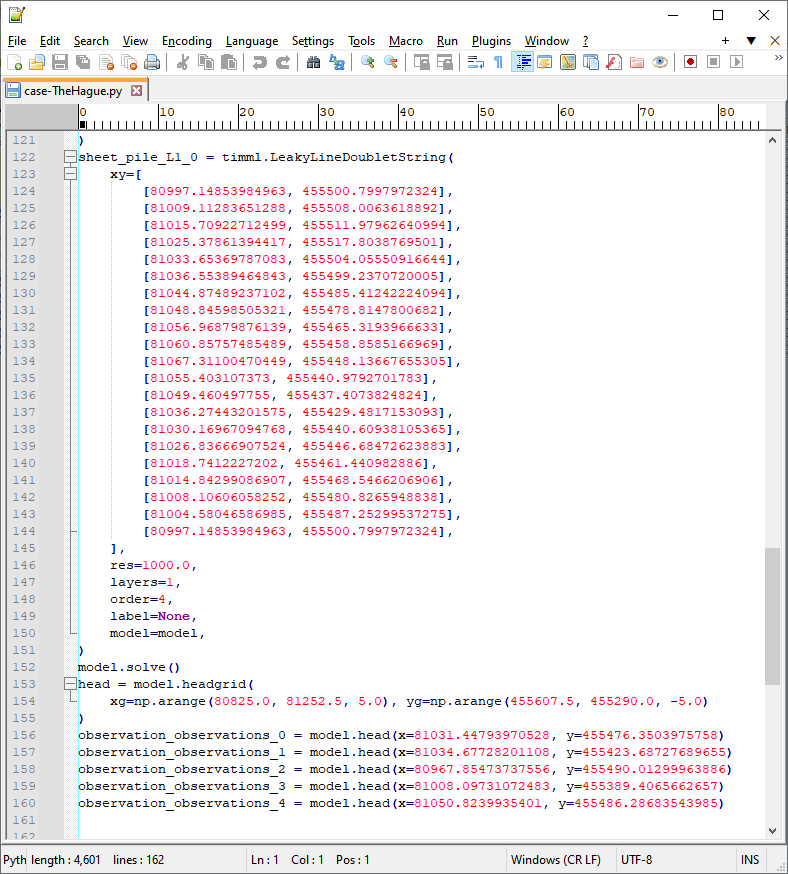 File Edit Search View Encoding Language Settings Tools Macro Run Plugins Window ? + ▼ ✕
case-TheHague.py
0 10 20 30 40 50 60 70 80
121 )
122 sheet_pile_L1_0 = timml.LeakyLineDoubletString(
123 xy=[
124 [80997.14853984963, 455500.7997972324],
125 [81009.11283651288, 455508.0063618892],
126 [81015.70922712499, 455511.97962640994],
127 [81025.37861394417, 455517.8038769501],
128 [81033.65369787083, 455504.05550916644],
129 [81036.55389464843, 455499.2370720005],
130 [81044.87489237102, 455485.41242224094],
131 [81048.84598505321, 455478.8147800682],
132 [81056.96879876139, 455465.3193966633],
133 [81060.85757485489, 455458.8585166969],
134 [81067.31100470449, 455448.13667655305],
135 [81055.403107373, 455440.9792701783],
136 [81049.460497755, 455437.4073824824],
137 [81036.27443201575, 455429.4817153093],
138 [81030.16967094768, 455440.60938105365],
139 [81026.83666907524, 455446.68472623883],
140 [81018.7412227202, 455461.440982886],
141 [81014.84299086907, 455468.5466206906],
142 [81008.10606058252, 455480.8265948838],
143 [81004.58046586985, 455487.25299537275],
144 [80997.14853984963, 455500.7997972324],
145 ],
146 res=1000.0,
147 layers=1,
148 order=4,
149 label=None,
150 model=model,
151 )
152 model.solve()
153 head = model.headgrid(
154 xg=np.arange(80825.0, 81252.5, 5.0), yg=np.arange(455607.5, 455290.0, -5.0)
155 )
156 observation_observations_0 = model.head(x=81031.44793970528, y=455476.3503975758)
157 observation_observations_1 = model.head(x=81034.67728201108, y=455423.68727689655)
158 observation_observations_2 = model.head(x=80967.85473737556, y=455490.01299963886)
159 observation_observations_3 = model.head(x=81008.09731072483, y=455389.4065662657)
160 observation_observations_4 = model.head(x=81050.8239935401, y=455486.28683543985)
161
162
Pyth length : 4,601 lines : 162 Ln : 1 Col : 1 Pos : 1 Windows (CR LF) UTF-8 INS